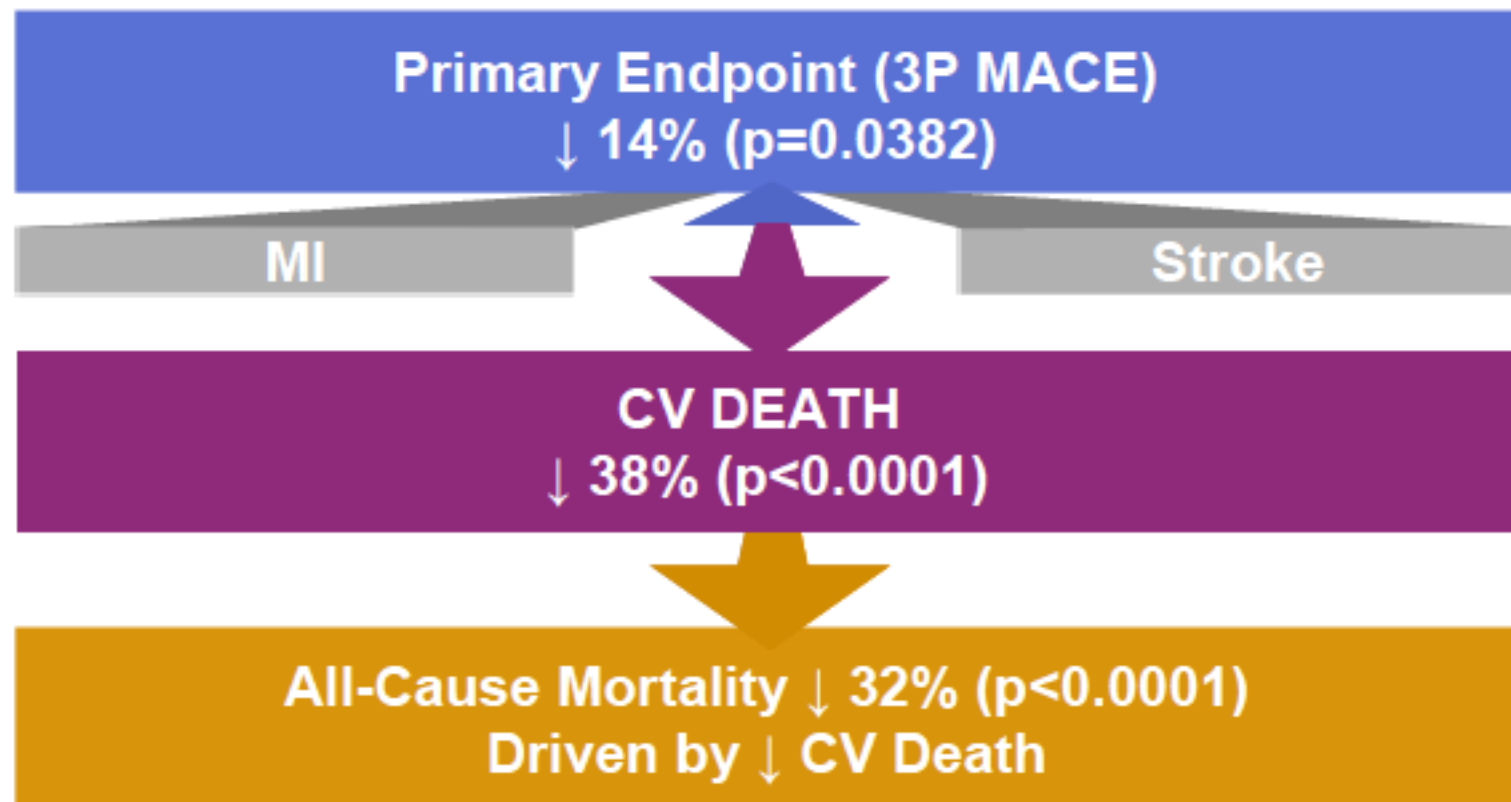 Primary Endpoint (3P MACE)
↓ 14% (p=0.0382)
MI
Stroke
CV DEATH
↓ 38% (p<0.0001)
All-Cause Mortality ↓ 32% (p<0.0001)
Driven by ↓ CV Death